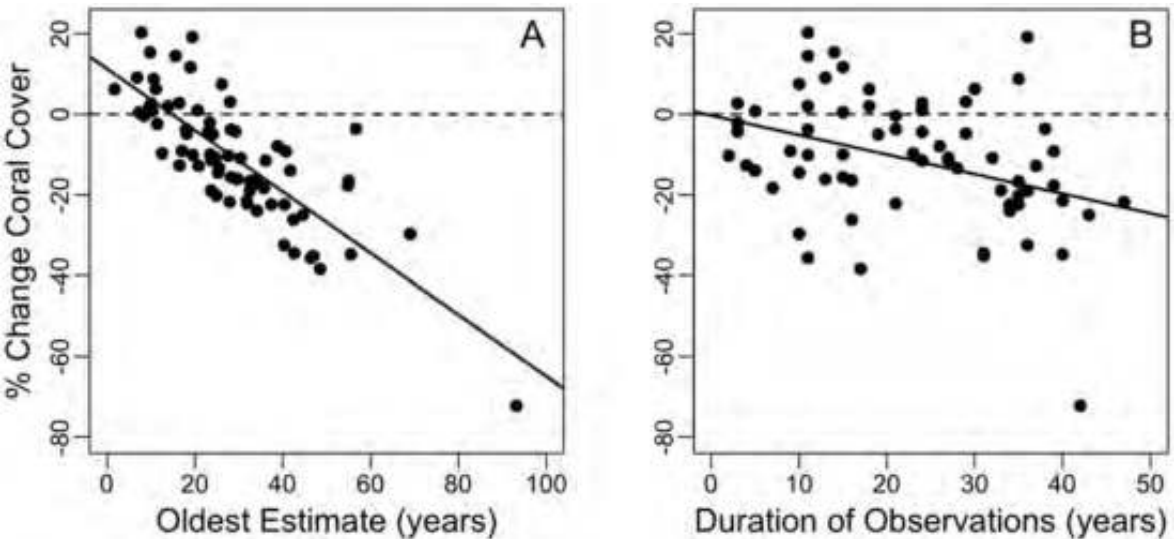 % Change Coral Cover
A
20
0
-20
-40
-60
-80
0 20 40 60 80 100
Oldest Estimate (years)
B
20
0
-20
-40
-60
-80
0 10 20 30 40 50
Duration of Observations (years)